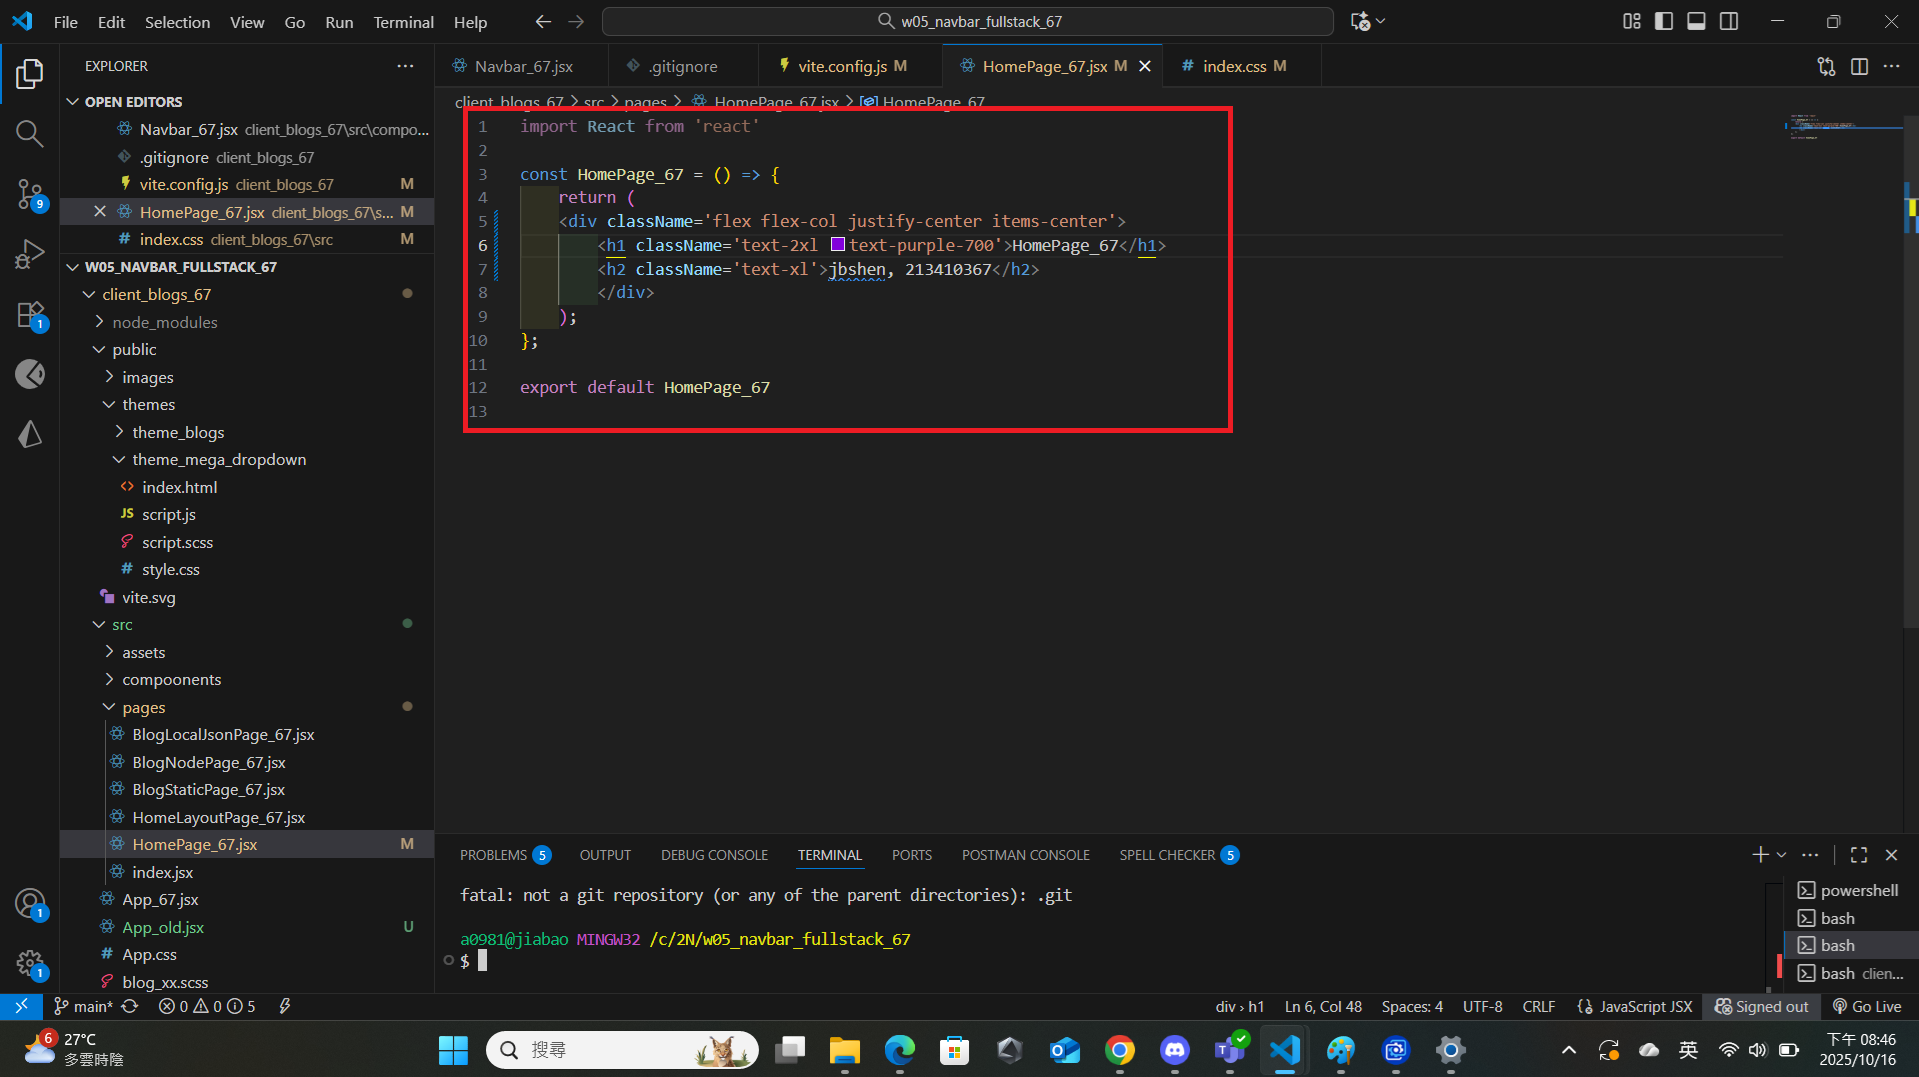 File Edit Selection View Go Run Terminal Help
w05_navbar_fullstack_67
EXPLORER
OPEN EDITORS
Navbar_67.jsx client_blogs_67\src\compo...
.gitignore client_blogs_67
vite.config.js client_blogs_67 M
HomePage_67.jsx client_blogs_67\s... M
index.css client_blogs_67\src M
W05_NAVBAR_FULLSTACK_67
client_blogs_67
node_modules
public
images
themes
theme_blogs
theme_mega_dropdown
index.html
JS script.js
script.scss
# style.css
vite.svg
src
assets
compoonents
pages
BlogLocalJsonPage_67.jsx
BlogNodePage_67.jsx
BlogStaticPage_67.jsx
HomeLayoutPage_67.jsx
HomePage_67.jsx M
index.jsx
App_67.jsx
App_old.jsx U
# App.css
blog_xx.scss
9
1
1
1
Navbar_67.jsx
.gitignore
vite.config.js M
HomePage_67.jsx M
# index.css M
client_blogs_67 > src > pages > HomePage_67.jsx > HomePage_67
1 import React from 'react'
2
3 const HomePage_67 = () => {
4 return (
5 <div className='flex flex-col justify-center items-center'>
6 <h1 className='text-2xl text-purple-700'>HomePage_67</h1>
7 <h2 className='text-xl'>jbshen, 213410367</h2>
8 </div>
9 );
10 };
11
12 export default HomePage_67
13
PROBLEMS 5 OUTPUT DEBUG CONSOLE TERMINAL PORTS POSTMAN CONSOLE SPELL CHECKER 5
fatal: not a git repository (or any of the parent directories): .git
a0981@jiabao MINGW32 /c/2N/w05_navbar_fullstack_67
$
powershell
bash
bash
bash clien...
main* 0 0 5
div › h1 Ln 6, Col 48 Spaces: 4 UTF-8 CRLF JavaScript JSX Signed out Go Live
6
27°C
多雲時陰
搜尋
英
下午 08:46
2025/10/16